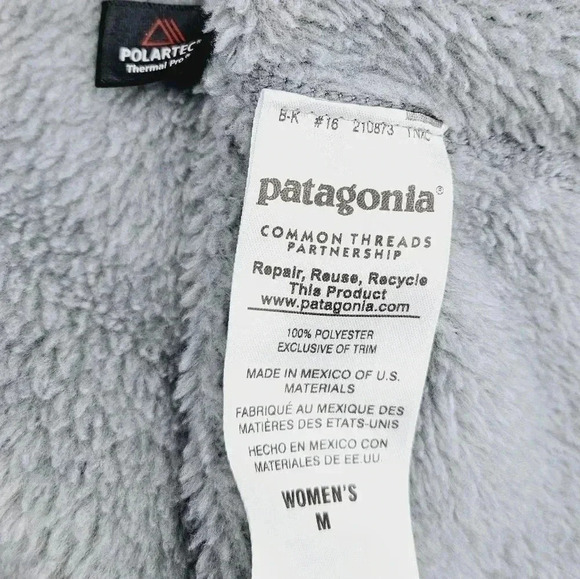 POLARTEC®
Thermal Pro®
B-K #16 210873 TNXC
patagonia®
COMMON THREADS
PARTNERSHIP
Repair, Reuse, Recycle
This Product
www.patagonia.com
100% POLYESTER
EXCLUSIVE OF TRIM
MADE IN MEXICO OF U.S.
MATERIALS
FABRIQUÉ AU MEXIQUE DES
MATIÈRES DES ETATS-UNIS
HECHO EN MEXICO CON
MATERIALES DE EE.UU.
WOMEN'S
M